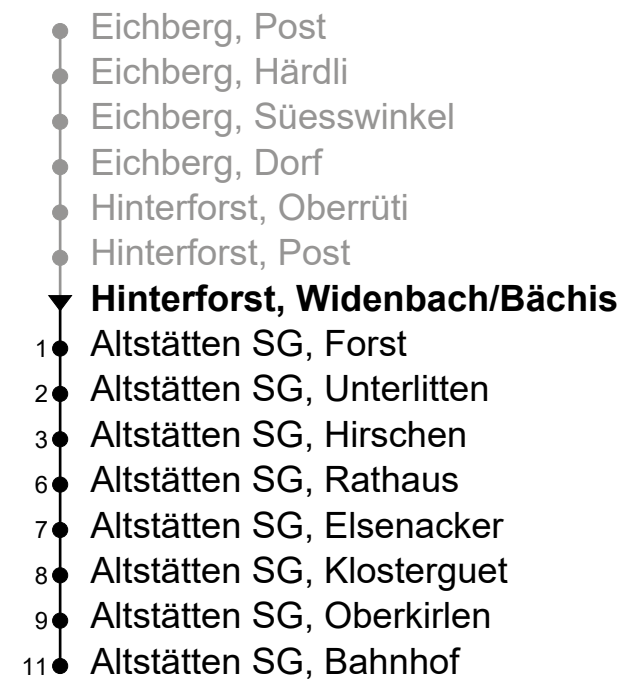 Eichberg, Post
Eichberg, Härdli
Eichberg, Süesswinkel
Eichberg, Dorf
Hinterforst, Oberrüti
Hinterforst, Post
Hinterforst, Widenbach/Bächis
1 Altstätten SG, Forst
2 Altstätten SG, Unterlitten
3 Altstätten SG, Hirschen
6 Altstätten SG, Rathaus
7 Altstätten SG, Elsenacker
8 Altstätten SG, Klosterguet
9 Altstätten SG, Oberkirlen
11 Altstätten SG, Bahnhof